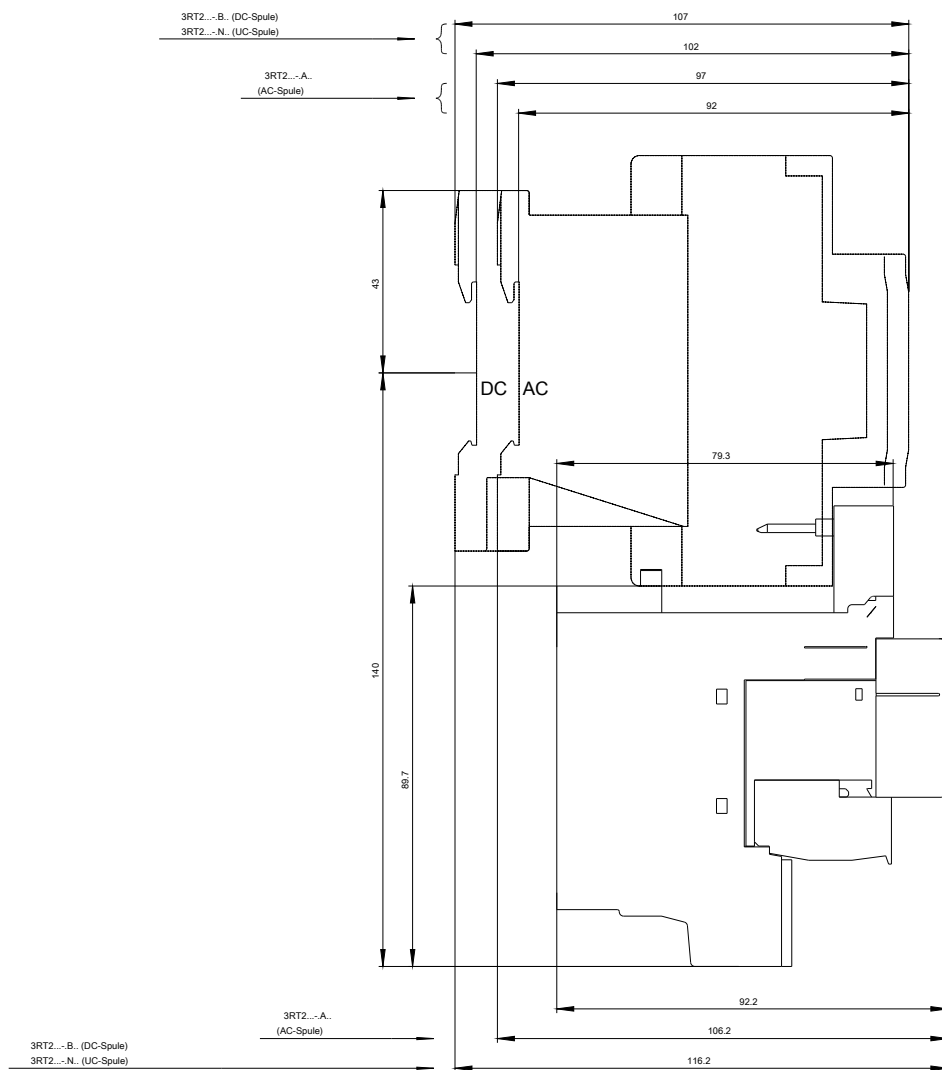 3RT2...-.B.. (DC-Spule)
107
3RT2...-.N.. (UC-Spule)
102
3RT2...-.A..
97
(AC-Spule)
92
43
DC AC
79.3
140
89.7
92.2
3RT2...-.A..
(AC-Spule)
106.2
3RT2...-.B.. (DC-Spule)
3RT2...-.N.. (UC-Spule)
116.2